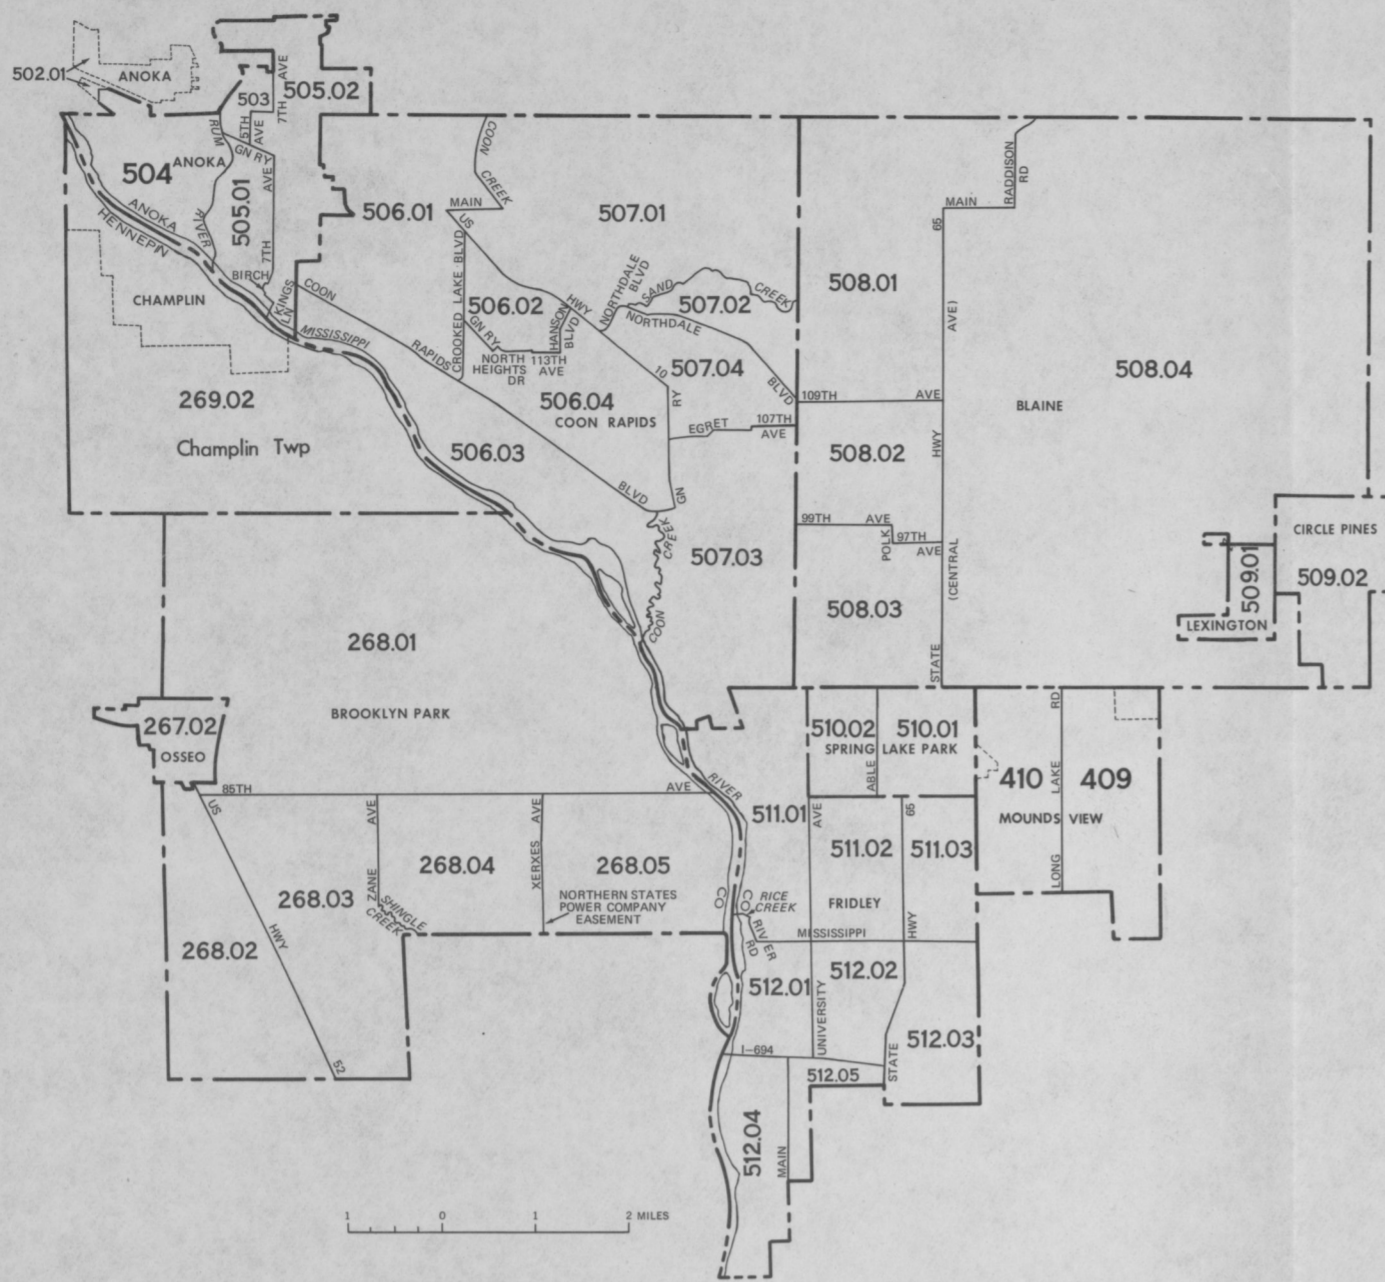 502.01
ANOKA
503
505.02
7TH AVE
5TH AVE
RUM
GN RY
504
ANOKA
505.01
AVE
7TH
RIVER
ANOKA
HENNEPIN
BIRCH
KINGS LN
CHAMPLIN
269.02
Champlin Twp
MISSISSIPPI
506.01
COON
CREEK
MAIN
US
507.01
CROOKED LAKE BLVD
COON
RAPIDS
506.02
GN RY
HWY
HANSON BLVD
NORTH HEIGHTS DR
113TH AVE
NORTHDALE BLVD
SAND
CREEK
507.02
NORTHDALE
BLVD
507.04
10
RY
506.04
COON RAPIDS
EGRET
107TH AVE
506.03
BLVD
GN
CREEK
COON
507.03
508.01
MAIN
RADDISON RD
65
AVE)
508.04
BLAINE
109TH
AVE
508.02
HWY
99TH
AVE
POLK
97TH AVE
(CENTRAL
508.03
STATE
CIRCLE PINES
509.01
509.02
LEXINGTON
268.01
BROOKLYN PARK
267.02
OSSEO
US
85TH
AVE
RIVER
ZANE
AVE
XERXES
AVE
268.04
268.05
268.03
SHINGLE CREEK
NORTHERN STATES
POWER COMPANY
EASEMENT
268.02
HWY
52
510.02
510.01
SPRING LAKE PARK
ABLE
410
409
MOUNDS VIEW
LONG
LAKE
RD
511.01
AVE
65
511.02
511.03
FRIDLEY
CO
CO
RICE CREEK
RIVER RD
MISSISSIPPI
HWY
512.01
512.02
UNIVERSITY
STATE
512.03
I-694
512.05
512.04
MAIN
1
0
1
2 MILES